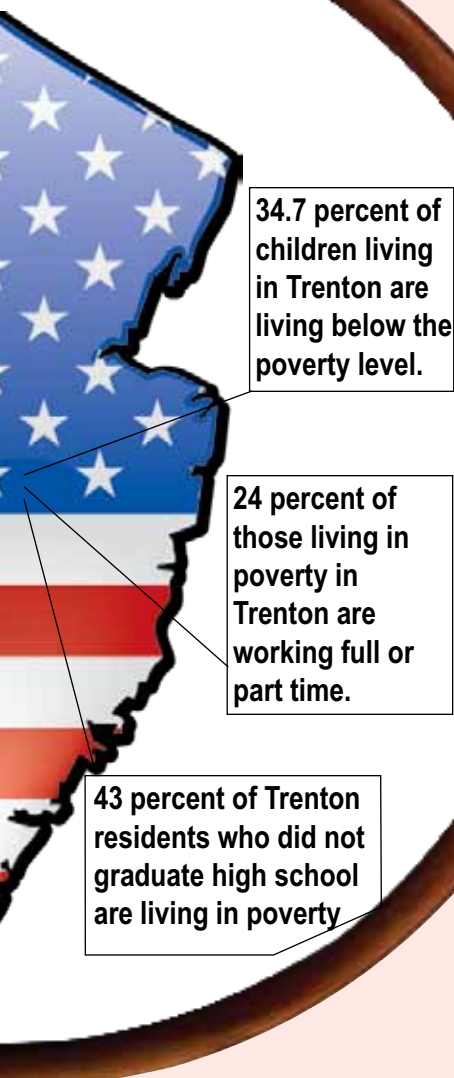 34.7 percent of
children living
in Trenton are
living below the
poverty level.
24 percent of
those living in
poverty in
Trenton are
working full or
part time.
43 percent of Trenton
residents who did not
graduate high school
are living in poverty